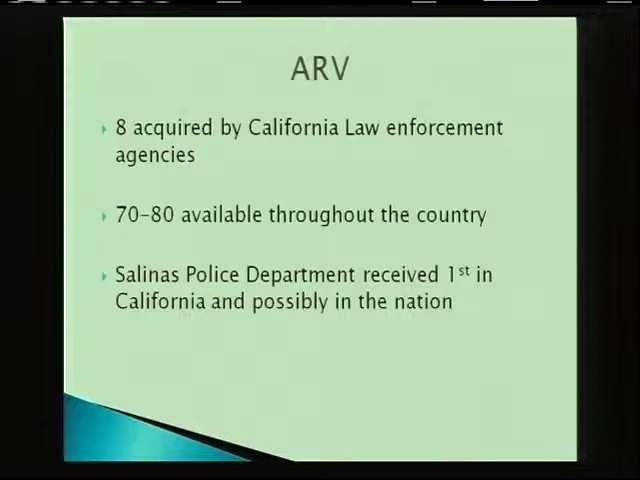 ARV
8 acquired by California Law enforcement
agencies
70-80 available throughout the country
Salinas Police Department received 1st in
California and possibly in the nation